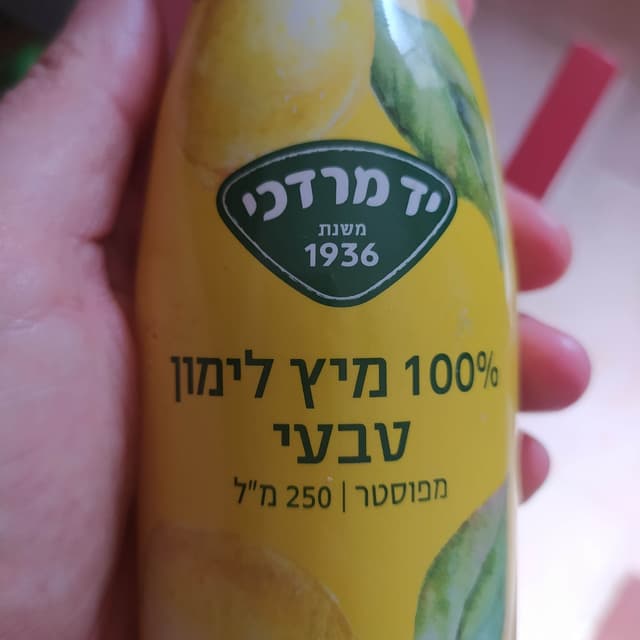 יד מרדכי
משנת
1936
100% מיץ לימון
טבעי
מפוסטר | 250 מ"ל